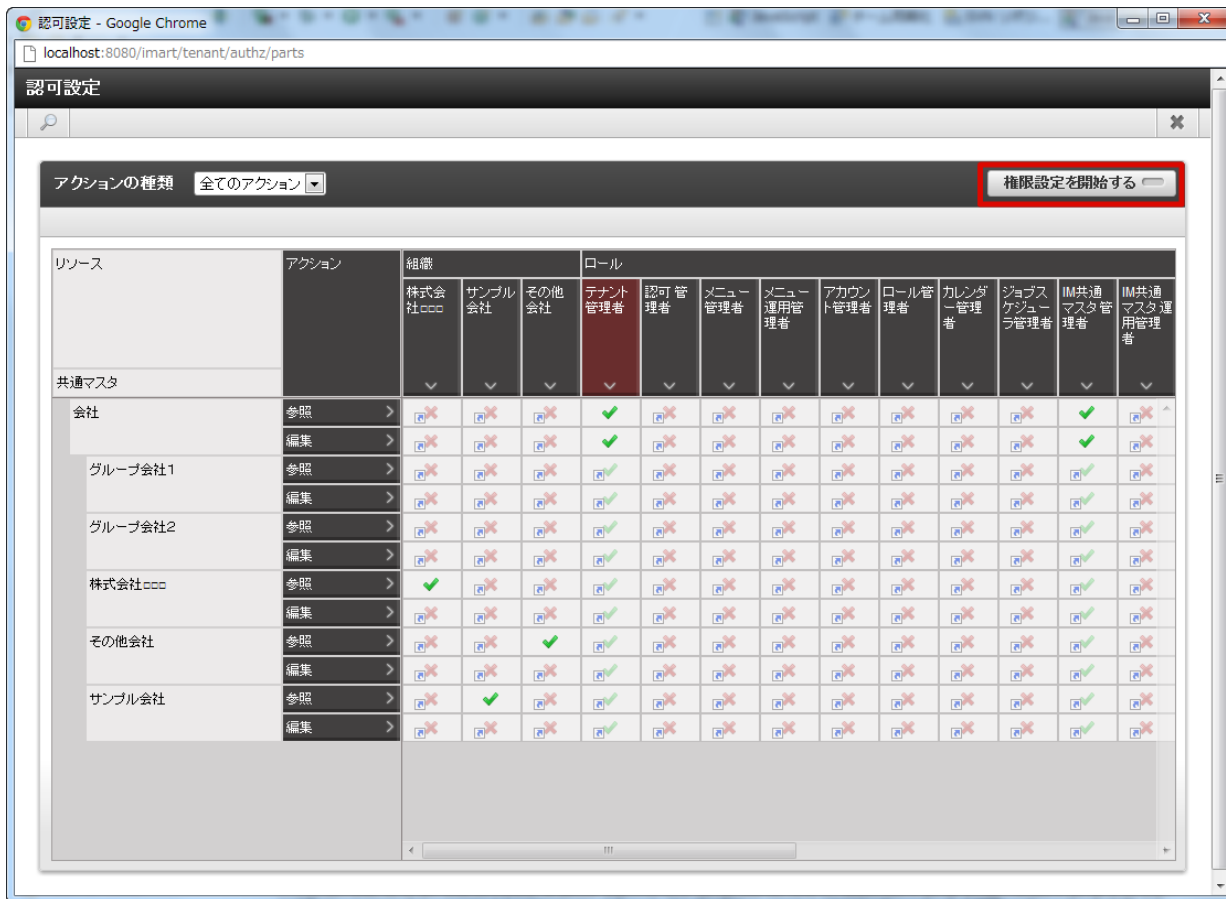 認可設定 - Google Chrome
localhost:8080/imart/tenant/authz/parts
認可設定
アクションの種類 全てのアクション 権限設定を開始する
リソース アクション 組織 ロール
株式会社□□□ サンプル会社 その他会社 テナント管理者 認可管理者 メニュー管理者 メニュー運用管理者 アカウント管理者 ロール管理者 カレンダー管理者 ジョブスケジューラ管理者 IM共通マスタ管理者 IM共通マスタ運用管理者
共通マスタ
会社 参照
編集
グループ会社1 参照
編集
グループ会社2 参照
編集
株式会社□□□ 参照
編集
その他会社 参照
編集
サンプル会社 参照
編集